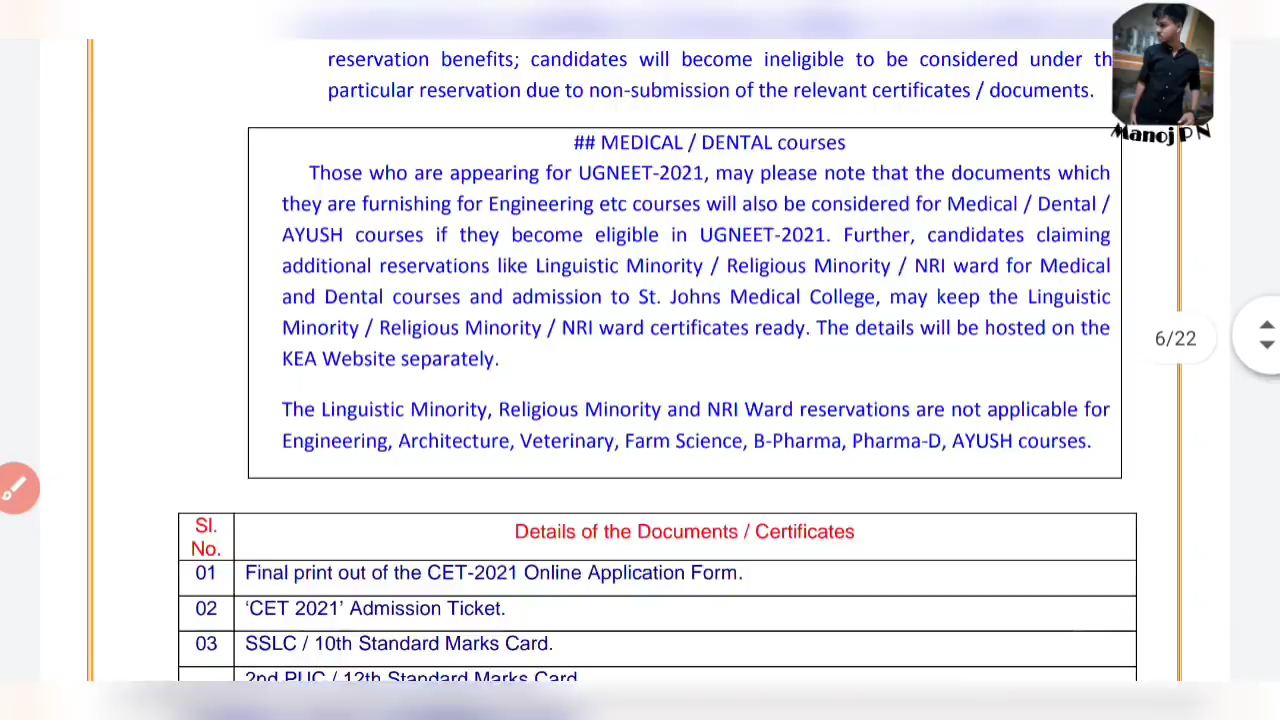 reservation benefits; candidates will become ineligible to be considered under th
particular reservation due to non-submission of the relevant certificates / documents.
Manoj P N
## MEDICAL / DENTAL courses
Those who are appearing for UGNEET-2021, may please note that the documents which
they are furnishing for Engineering etc courses will also be considered for Medical / Dental /
AYUSH courses if they become eligible in UGNEET-2021. Further, candidates claiming
additional reservations like Linguistic Minority / Religious Minority / NRI ward for Medical
and Dental courses and admission to St. Johns Medical College, may keep the Linguistic
Minority / Religious Minority / NRI ward certificates ready. The details will be hosted on the
KEA Website separately.
6/22
The Linguistic Minority, Religious Minority and NRI Ward reservations are not applicable for
Engineering, Architecture, Veterinary, Farm Science, B-Pharma, Pharma-D, AYUSH courses.
Sl.
No.
Details of the Documents / Certificates
01 Final print out of the CET-2021 Online Application Form.
02 ‘CET 2021’ Admission Ticket.
03 SSLC / 10th Standard Marks Card.
2nd PUC / 12th Standard Marks Card